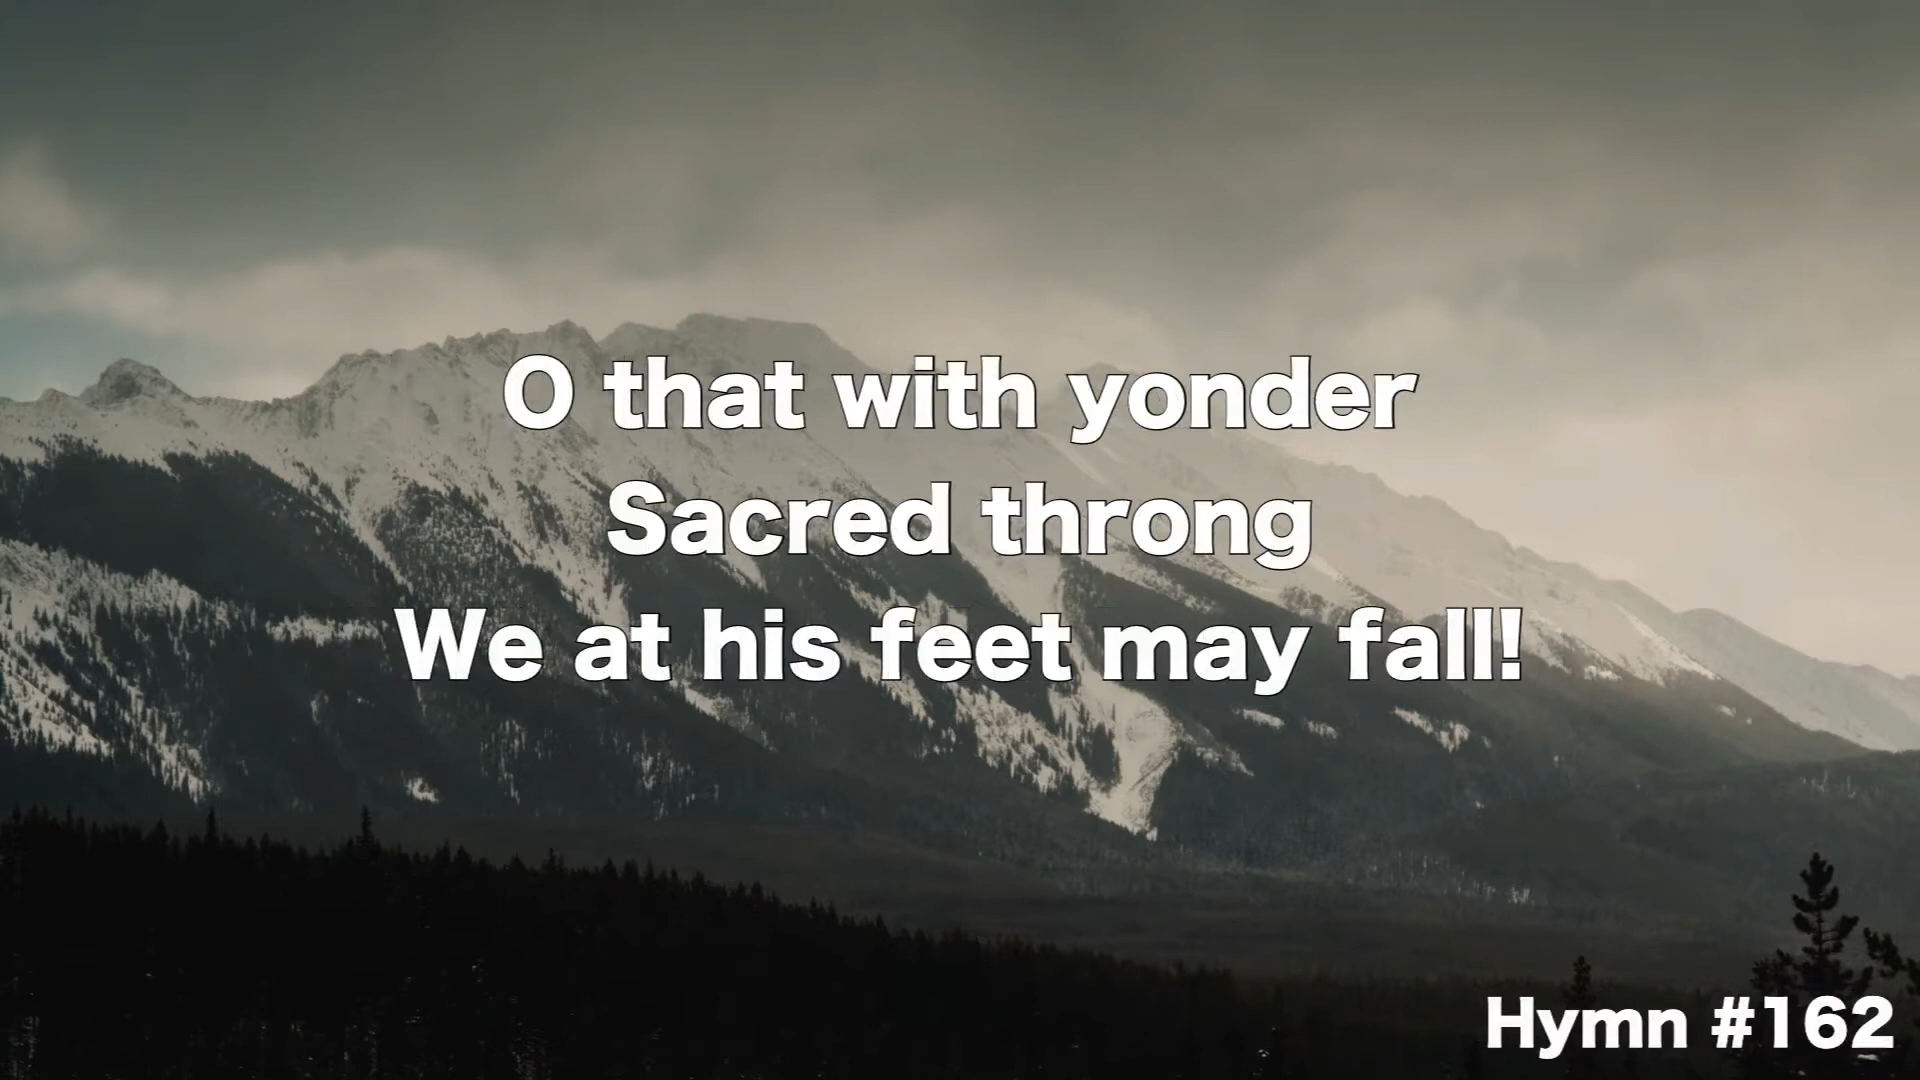 O that with yonder
Sacred throng
We at his feet may fall!
Hymn #162